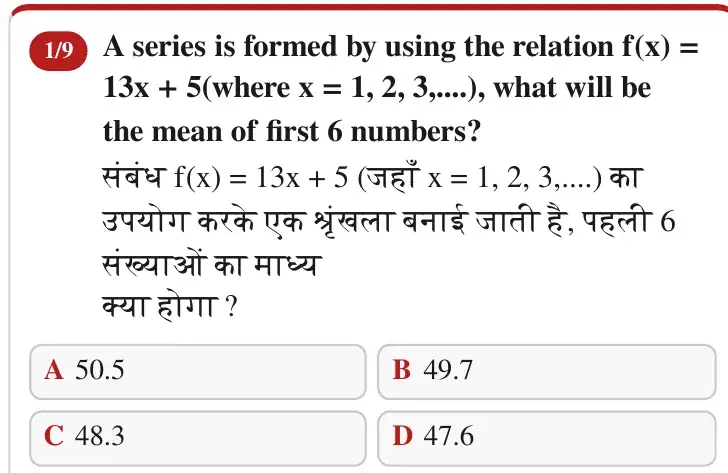 1/9 A series is formed by using the relation f(x) =
13x + 5(where x = 1, 2, 3,....), what will be
the mean of first 6 numbers?
संबंध f(x) = 13x + 5 (जहाँ x = 1, 2, 3,....) का
उपयोग करके एक श्रृंखला बनाई जाती है, पहली 6
संख्याओं का माध्य
क्या होगा ?
A 50.5
B 49.7
C 48.3
D 47.6